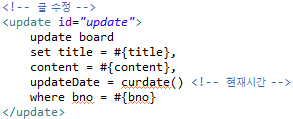 <!-- 글 수정 -->
<update id="update">
update board
set title = #{title},
content = #{content},
updateDate = curdate() <!-- 현재시간 -->
where bno = #{bno}
</update>